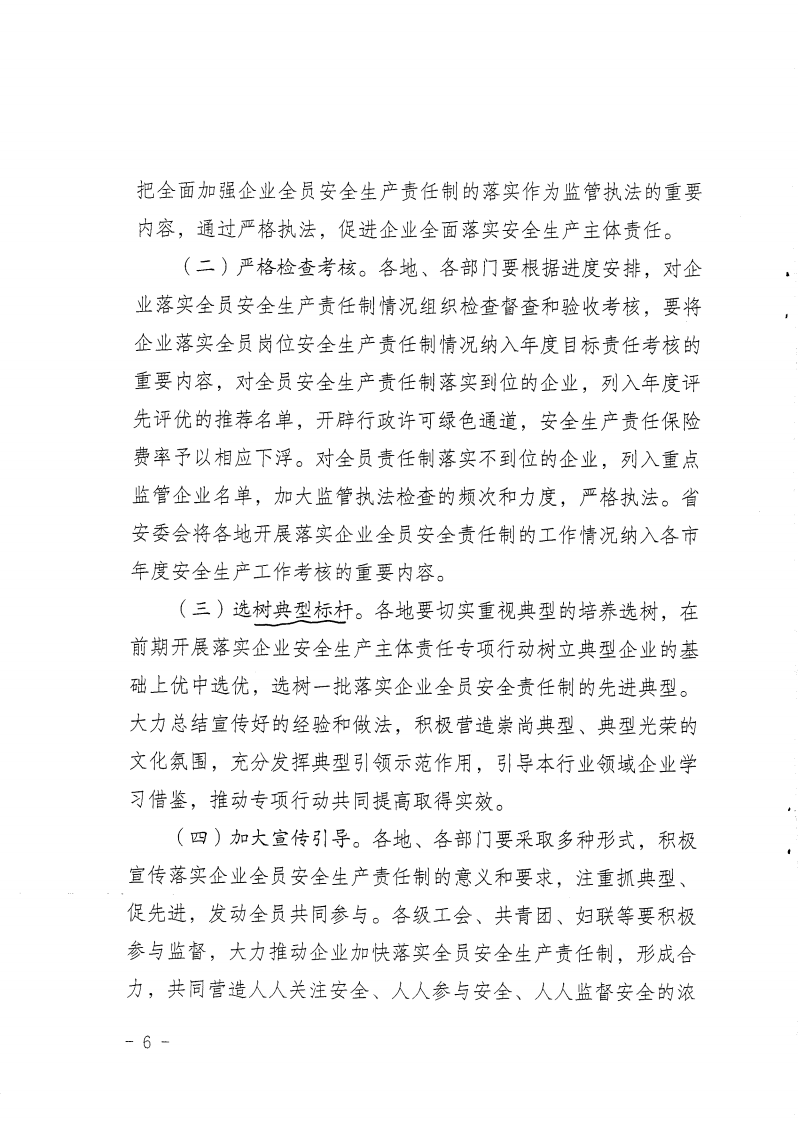 把全面加强企业全员安全生产责任制的落实作为监管执法的重要
内容，通过严格执法，促进企业全面落实安全生产主体责任。
（二）严格检查考核。各地、各部门要根据进度安排，对企
业落实全员安全生产责任制情况组织检查督查和验收考核，要将
企业落实全员岗位安全生产责任制情况纳入年度目标责任考核的
重要内容，对全员安全生产责任制落实到位的企业，列入年度评
先评优的推荐名单，开辟行政许可绿色通道，安全生产责任保险
费率予以相应下浮。对全员责任制落实不到位的企业，列入重点
监管企业名单，加大监管执法检查的频次和力度，严格执法。省
安委会将各地开展落实企业全员安全责任制的工作情况纳入各市
年度安全生产工作考核的重要内容。
（三）选树典型标杆。各地要切实重视典型的培养选树，在
前期开展落实企业安全生产主体责任专项行动树立典型企业的基
础上优中选优，选树一批落实企业全员安全责任制的先进典型。
大力总结宣传好的经验和做法，积极营造崇尚典型、典型光荣的
文化氛围，充分发挥典型引领示范作用，引导本行业领域企业学
习借鉴，推动专项行动共同提高取得实效。
（四）加大宣传引导。各地、各部门要采取多种形式，积极
宣传落实企业全员安全生产责任制的意义和要求，注重抓典型、
促先进，发动全员共同参与。各级工会、共青团、妇联等要积极
参与监督，大力推动企业加快落实全员安全生产责任制，形成合
力，共同营造人人关注安全、人人参与安全、人人监督安全的浓
- 6 -